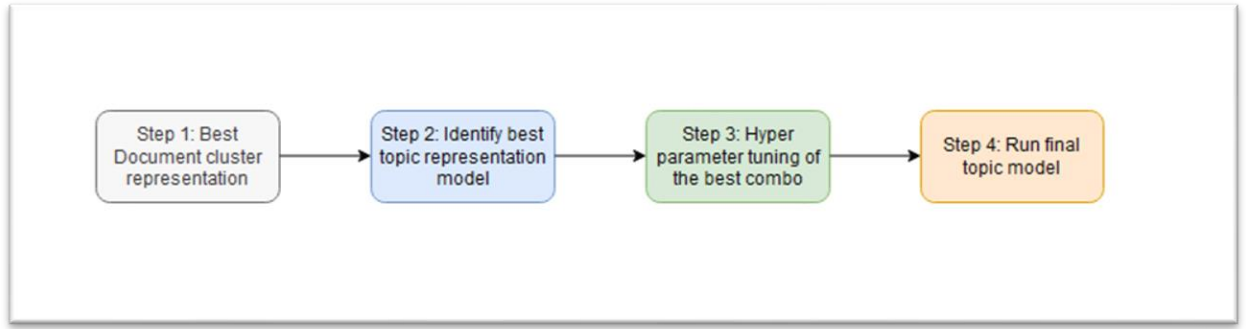 Step 1: Best
Document cluster
representation
Step 2: Identify best
topic representation
model
Step 3: Hyper
parameter tuning of
the best combo
Step 4: Run final
topic model